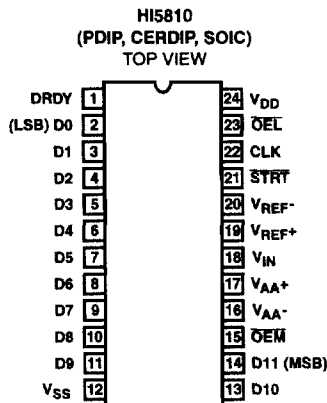 HI5810
(PDIP, CERDIP, SOIC)
TOP VIEW
DRDY 1 24 VDD
(LSB) D0 2 23 OEL
D1 3 22 CLK
D2 4 21 STRT
D3 5 20 VREF-
D4 6 19 VREF+
D5 7 18 VIN
D6 8 17 VAA+
D7 9 16 VAA-
D8 10 15 OEM
D9 11 14 D11 (MSB)
VSS 12 13 D10